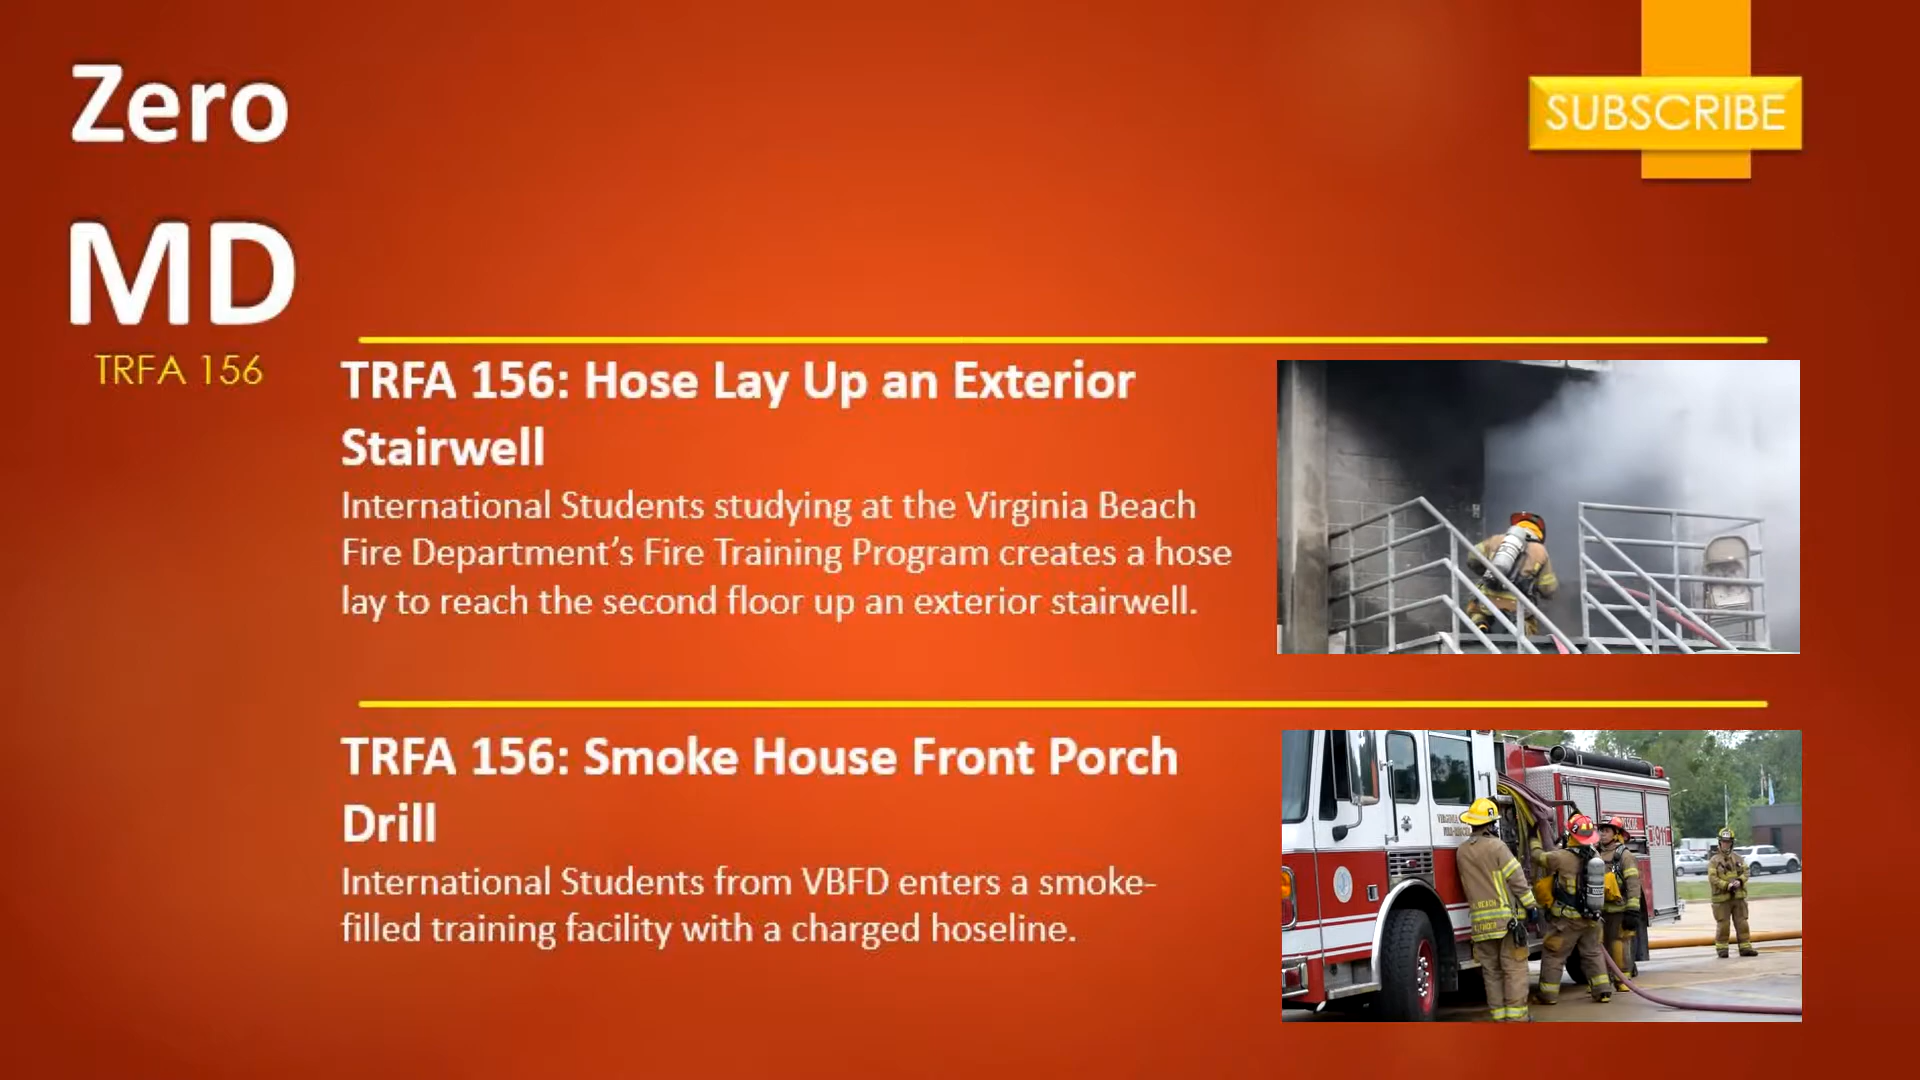 Zero
MD
TRFA 156
SUBSCRIBE
TRFA 156: Hose Lay Up an Exterior
Stairwell
International Students studying at the Virginia Beach
Fire Department’s Fire Training Program creates a hose
lay to reach the second floor up an exterior stairwell.
TRFA 156: Smoke House Front Porch
Drill
International Students from VBFD enters a smoke-
filled training facility with a charged hoseline.
911